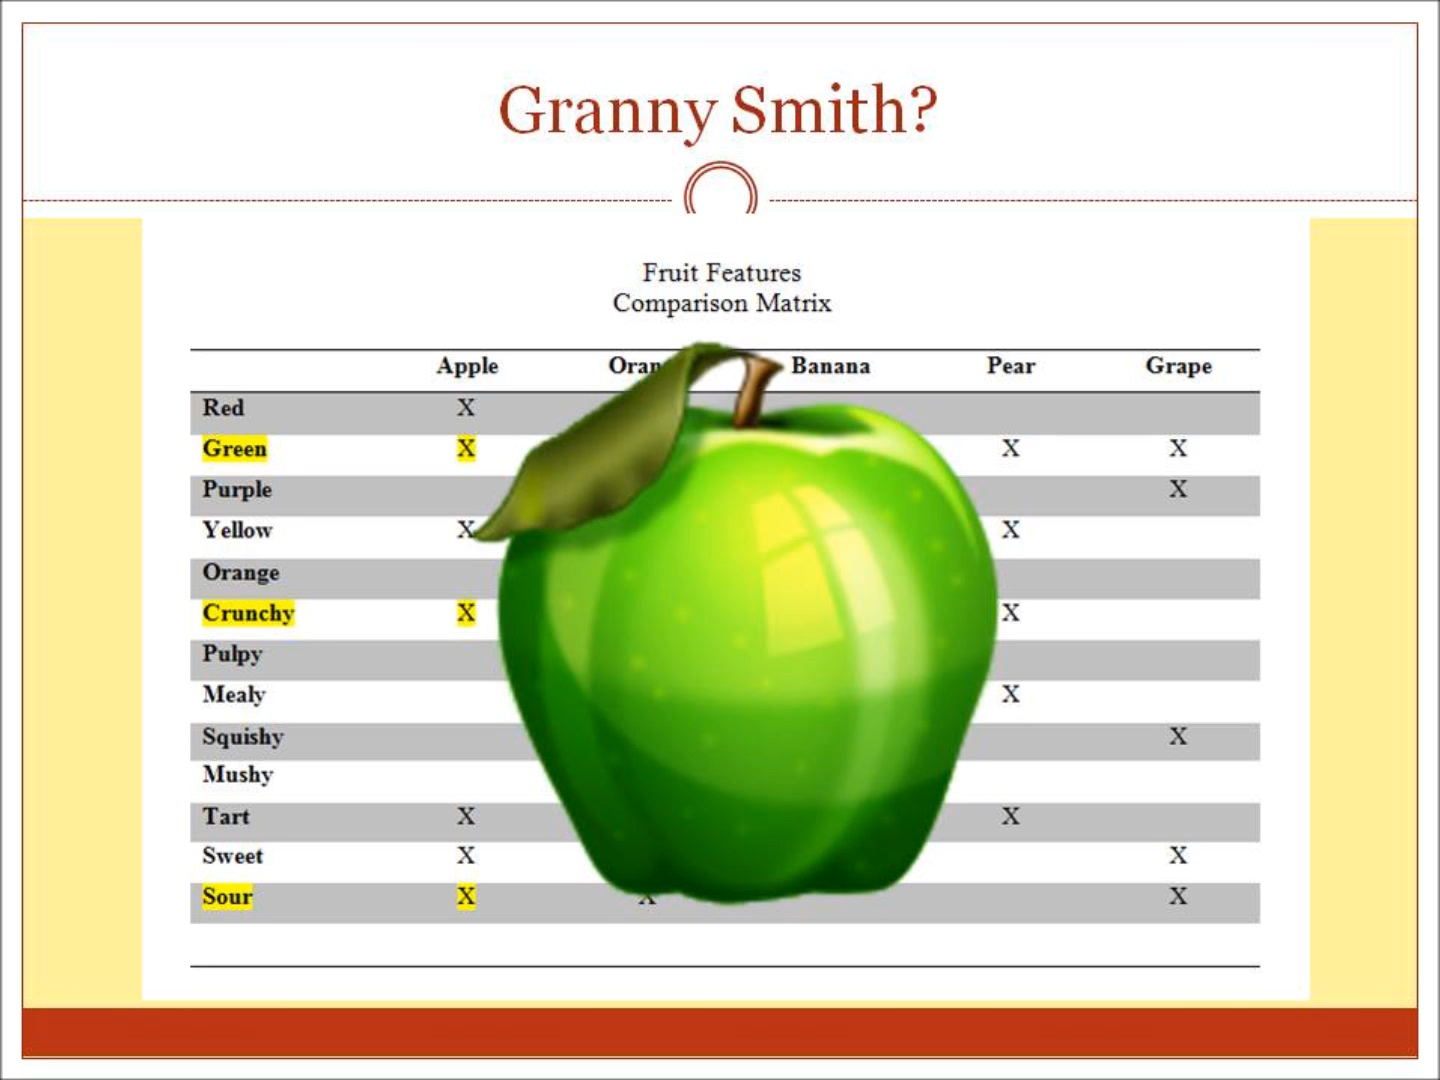 Granny Smith?
Fruit Features
Comparison Matrix
Apple Banana Pear Grape
Red X
Green X X X
Purple X
Yellow X X
Orange
Crunchy X X
Pulpy
Mealy X
Squishy X
Mushy
Tart X X
Sweet X X
Sour X X X